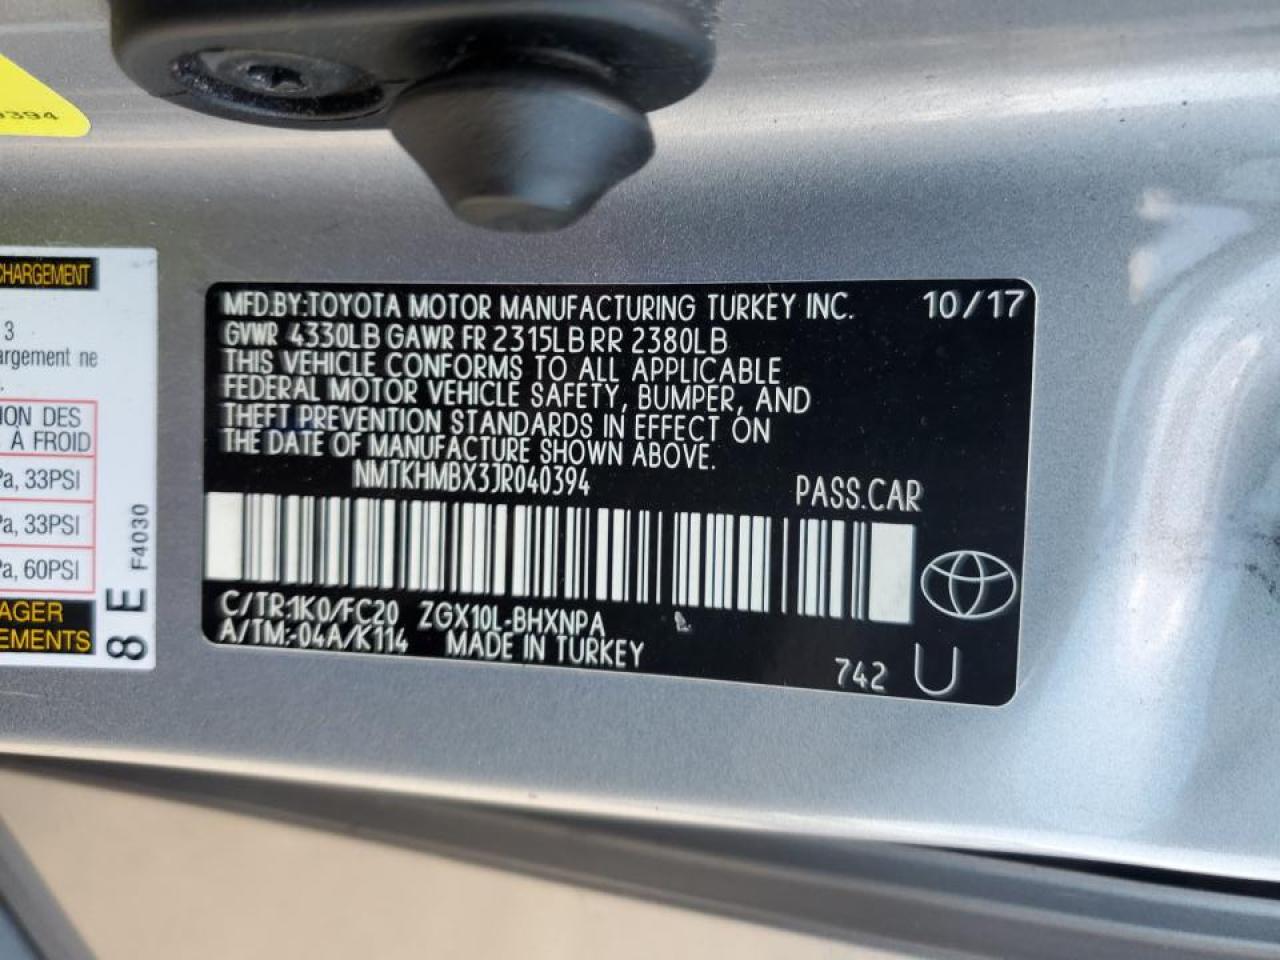 9394
CHARGEMENT
3
argement ne
ION DES
À FROID
Pa, 33PSI
Pa, 33PSI
Pa, 60PSI
AGER
EMENTS
F4030
8 E
MFD.BY:TOYOTA MOTOR MANUFACTURING TURKEY INC. 10/17
GVWR 4330LB GAWR FR 2315LB RR 2380LB
THIS VEHICLE CONFORMS TO ALL APPLICABLE
FEDERAL MOTOR VEHICLE SAFETY, BUMPER, AND
THEFT PREVENTION STANDARDS IN EFFECT ON
THE DATE OF MANUFACTURE SHOWN ABOVE.
NMTKHMBX3JR040394 PASS.CAR
C/TR:1K0/FC20 ZGX10L-BHXNPA
A/TM:-04A/K114 MADE IN TURKEY
742 U